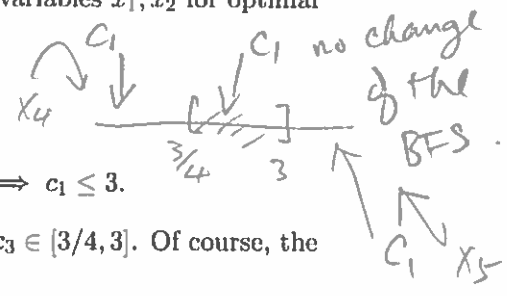 variables x₁, x₂ for optimal
C₁ C₁ no change
X₄ of the
[ ] BFS.
3/4 3
⟹ c₁ ≤ 3.
c₃ ∈ [3/4, 3]. Of course, the
C₁ X₅